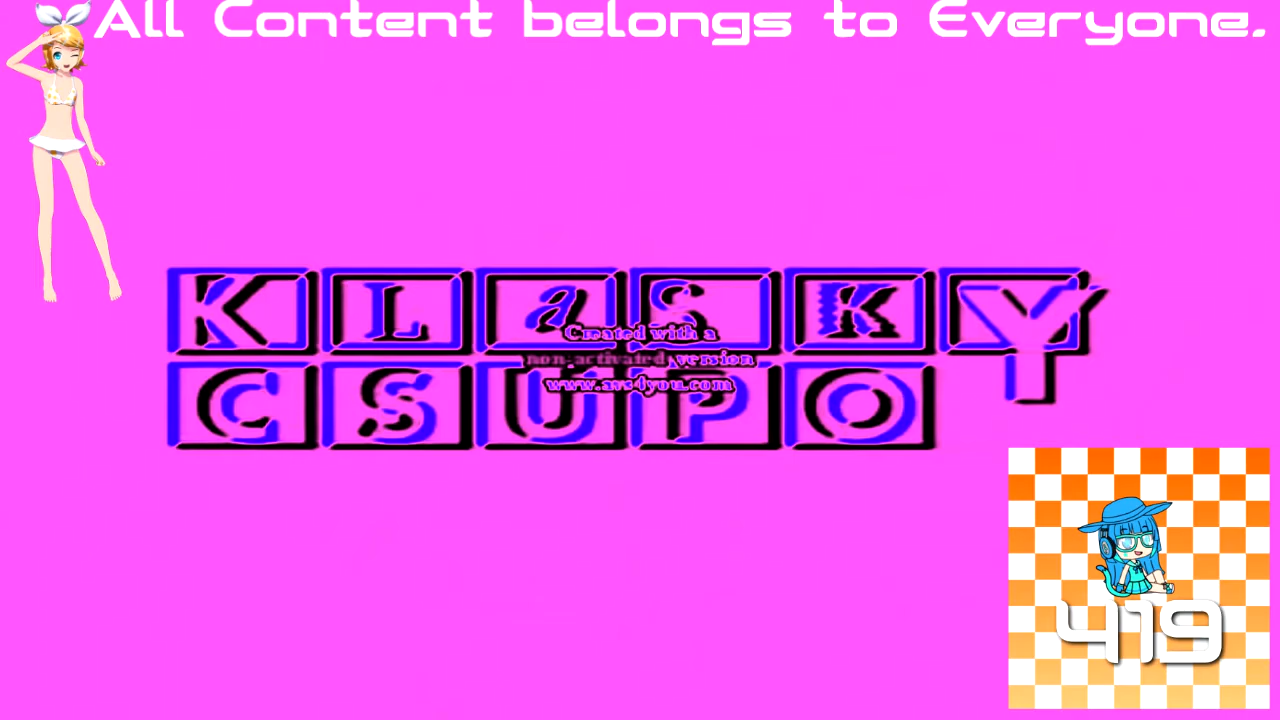 All Content belongs to Everyone.
KLaSKY
CSUPO
Created with a
non-activated version
www.avs4you.com
419